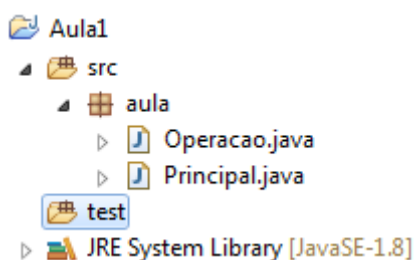 Aula1
src
aula
Operacao.java
Principal.java
test
JRE System Library [JavaSE-1.8]